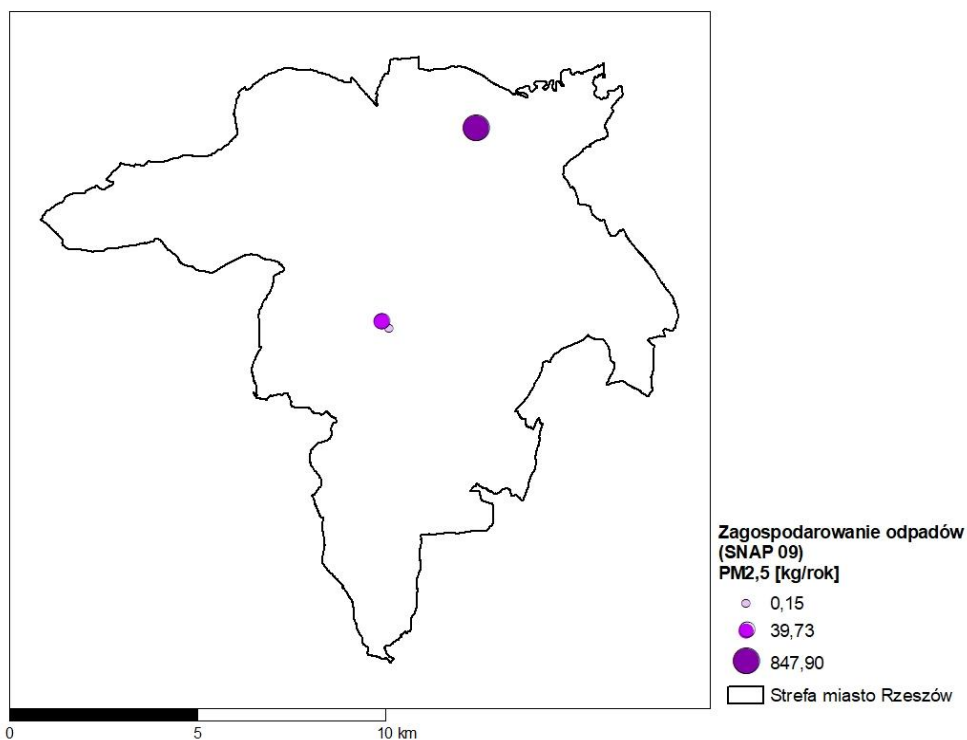 Zagospodarowanie odpadów
(SNAP 09)
PM2,5 [kg/rok]
0,15
39,73
847,90
Strefa miasto Rzeszów
0 5 10 km